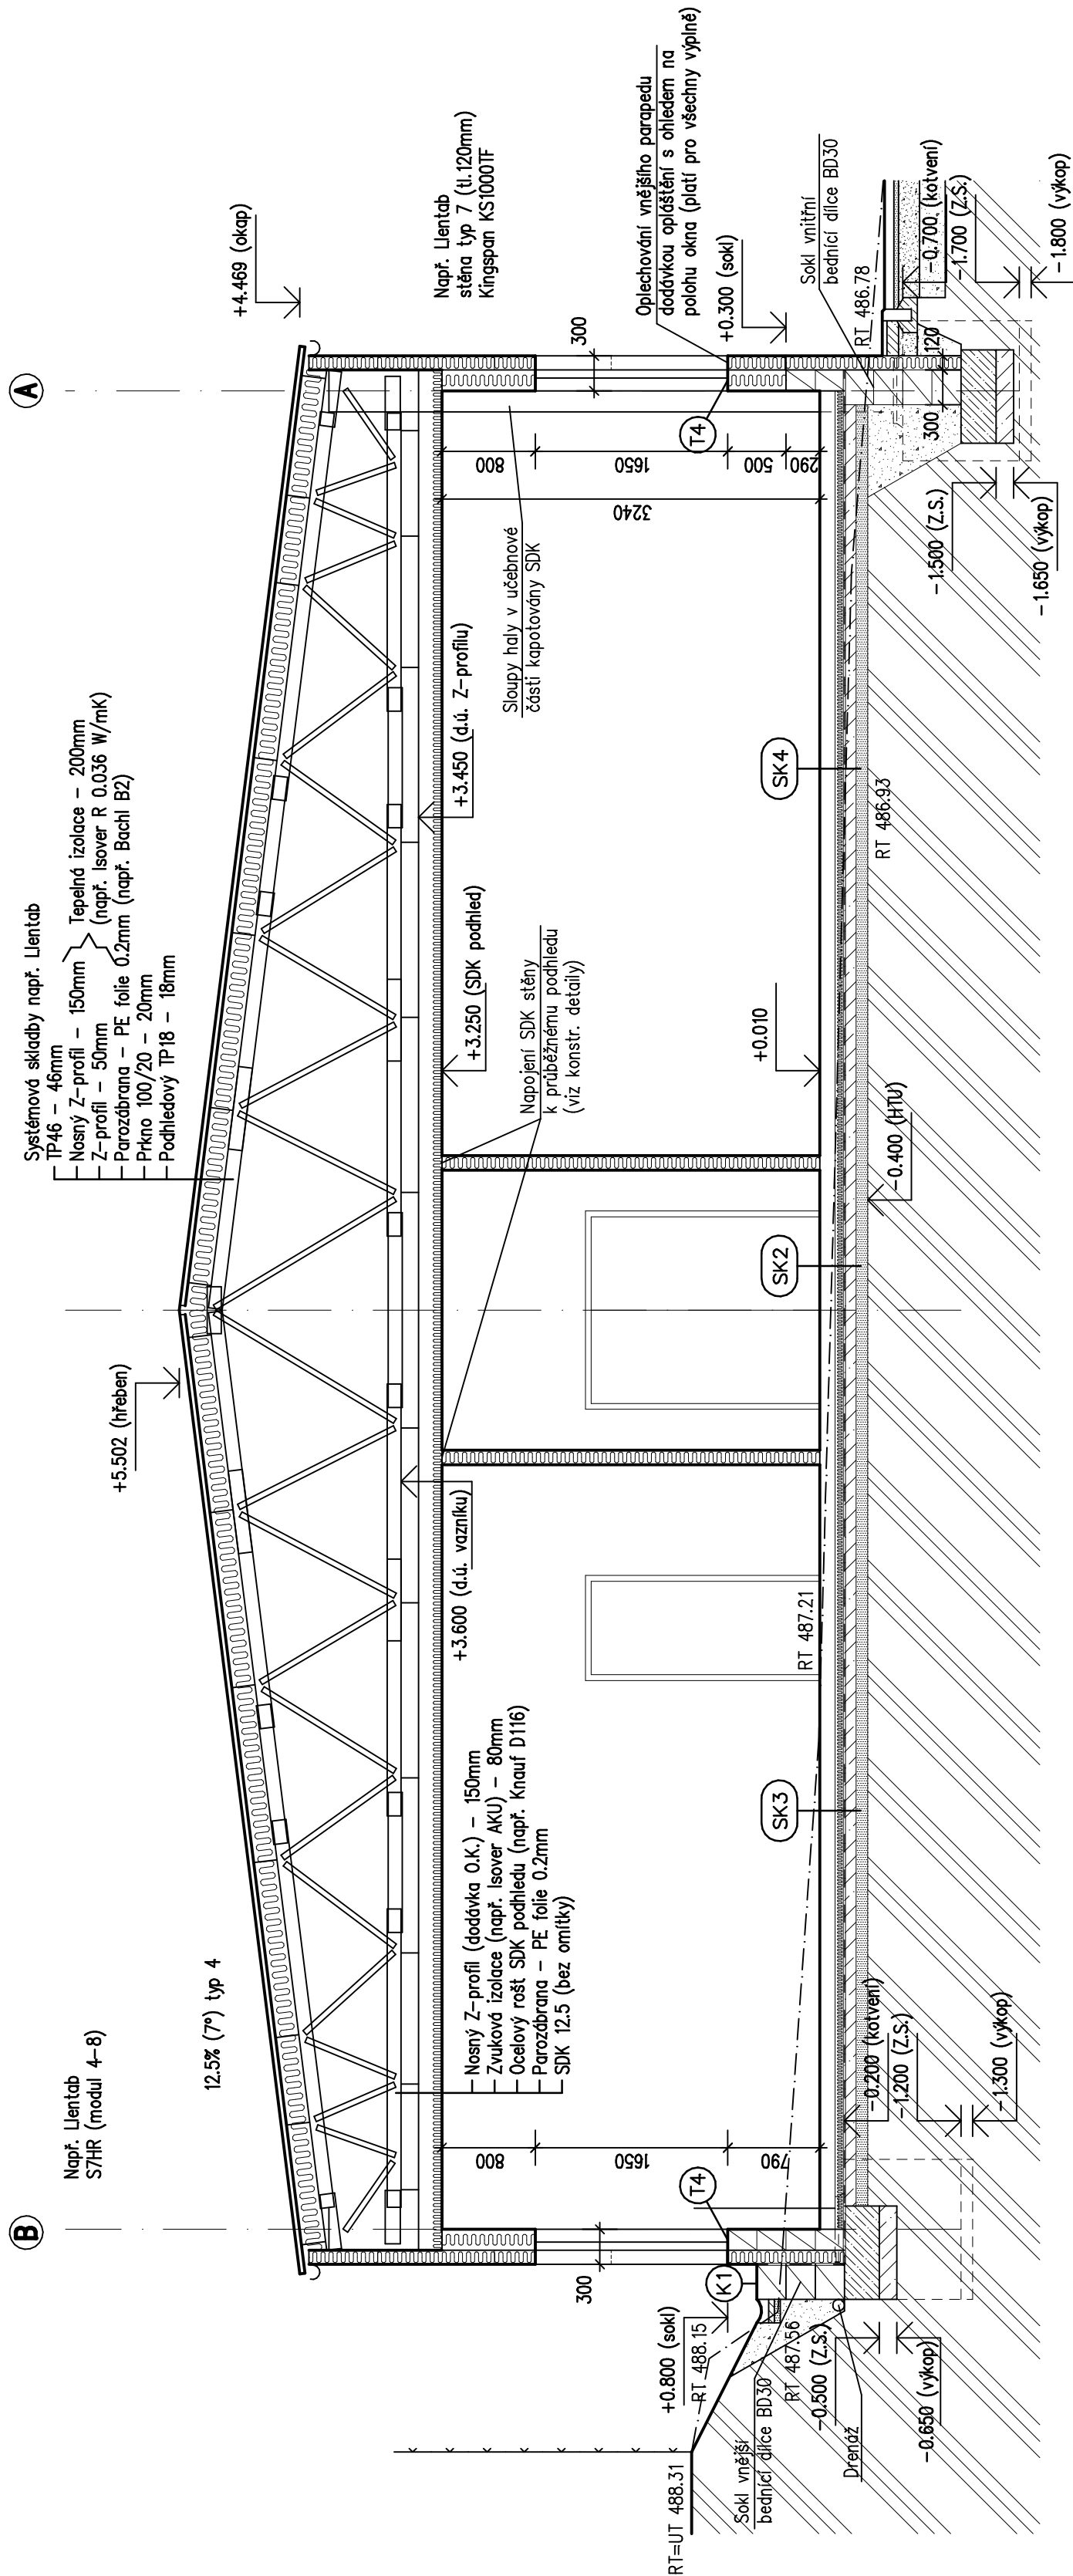 B
A
Např. Llentab
S7HR (modul 4-8)
12.5% (7°) typ 4
+5.502 (hřeben)
Systémová skladby např. Llentab
TP46 - 46mm
Nosný Z-profil - 150mm
Z-profil - 50mm
Tepelná izolace - 200mm
(např. Isover R 0.036 W/mK)
Parozábrana - PE folie 0.2mm (např. Bachl B2)
Prkno 100/20 - 20mm
Podhledový TP18 - 18mm
+4.469 (okap)
Např. Llentab
stěna typ 7 (tl.120mm)
Kingspan KS1000TF
Nosný Z-profil (dodávka O.K.) - 150mm
Zvuková izolace (např. Isover AKU) - 80mm
Ocelový rošt SDK podhledu (např. Knauf D116)
Parozábrana - PE folie 0.2mm
SDK 12.5 (bez omítky)
+3.600 (d.ú. vazníku)
+3.250 (SDK podhled)
+3.450 (d.ú. Z-profilu)
Napojení SDK stěny
k průběžnému podhledu
(viz konstr. detaily)
Sloupy haly v učebnové
části kapotovány SDK
300
800
1650
790
T4
K1
300
800
1650
500
290
3240
T4
Oplechování vnějšího parapedu
dodávkou opláštění s ohledem na
polohu okna (platí pro všechny výplně)
+0.300 (sokl)
Sokl vnitřní
bednící dílce BD30
RT 486.78
+0.800 (sokl)
RT 488.15
RT=UT 488.31
Sokl vnější
bednící dílce BD30
RT 487.56
-0.500 (Z.S.)
Drenáž
-0.650 (výkop)
-0.200 (kotvení)
-1.200 (Z.S.)
-1.300 (výkop)
SK3
RT 487.21
SK2
-0.400 (HTU)
+0.010
SK4
RT 486.93
300
120
-1.500 (Z.S.)
-1.650 (výkop)
-0.700 (kotvení)
-1.700 (Z.S.)
-1.800 (výkop)